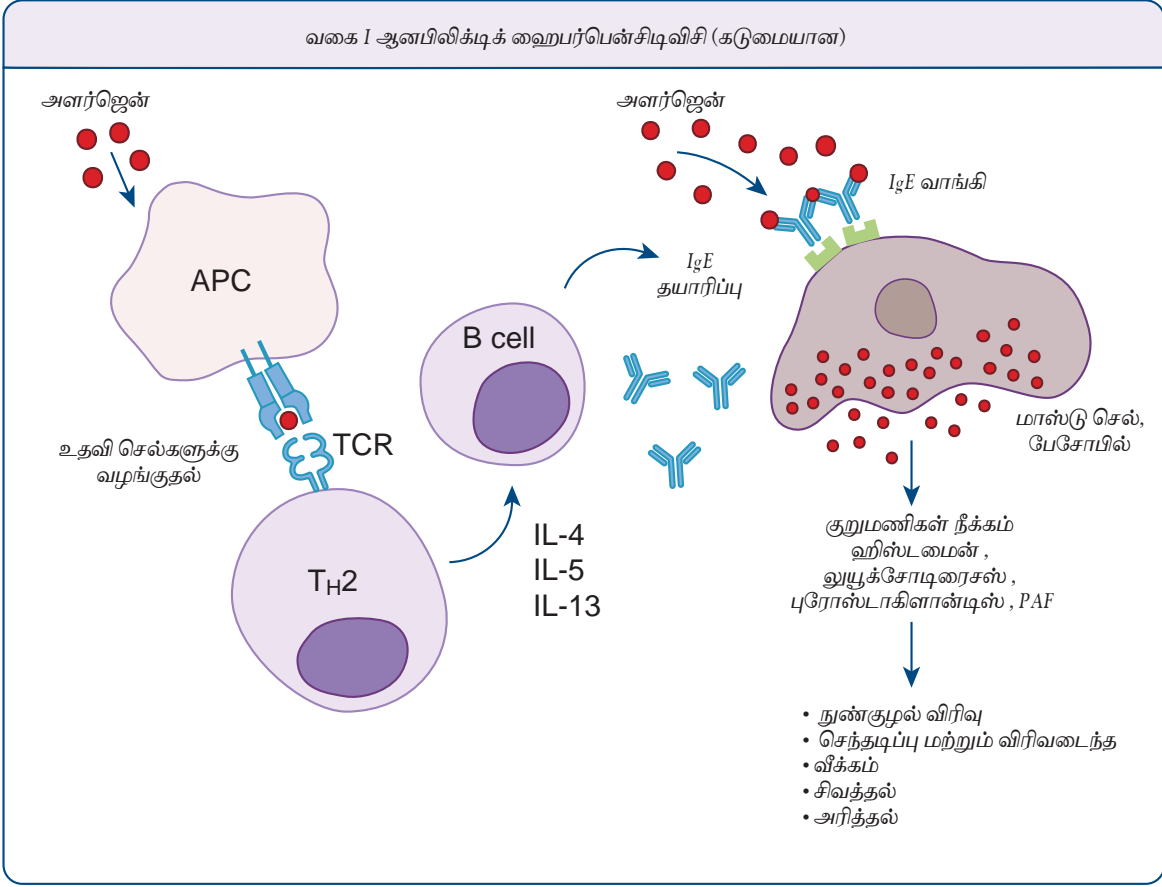 வகை I ஆனபிலிக்டிக் ஹைபர்பென்சிடிவிசி (கடுமையான)
அளர்ஜென்
APC
உதவி செல்களுக்கு
வழங்குதல்
TCR
TH2
IL-4
IL-5
IL-13
B cell
IgE
தயாரிப்பு
அளர்ஜென்
IgE வாங்கி
மாஸ்டு செல்,
பேசோபில்
குறுமணிகள் நீக்கம்
ஹிஸ்டமைன் ,
லுயூக்சோடிரைசஸ் ,
புரோஸ்டாகிளான்டிஸ் , PAF
• நுண்குழல் விரிவு
• செந்தடிப்பு மற்றும் விரிவடைந்த
• வீக்கம்
• சிவத்தல்
• அரித்தல்